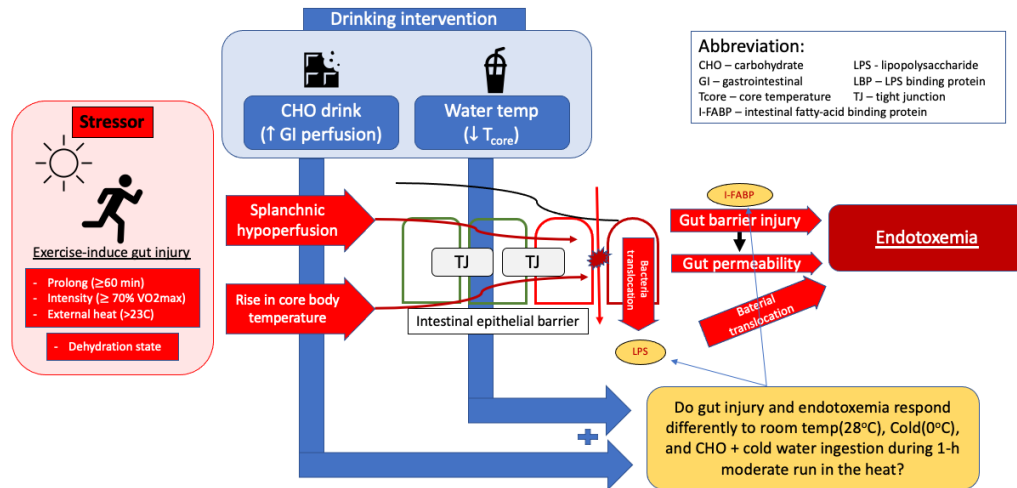 Drinking intervention
CHO drink
(↑ GI perfusion)
Water temp
(↓ Tcore)
Abbreviation:
CHO – carbohydrate
LPS - lipopolysaccharide
GI – gastrointestinal
LBP – LPS binding protein
Tcore – core temperature
TJ – tight junction
I-FABP – intestinal fatty-acid binding protein
Stressor
Exercise-induce gut injury
- Prolong (≥60 min)
- Intensity (≥ 70% VO2max)
- External heat (>23C)
- Dehydration state
Splanchnic
hypoperfusion
Rise in core body
temperature
TJ
TJ
Intestinal epithelial barrier
Bacteria
translocation
LPS
I-FABP
Gut barrier injury
Gut permeability
Baterial
translocation
Endotoxemia
Do gut injury and endotoxemia respond
differently to room temp(28°C), Cold(0°C),
and CHO + cold water ingestion during 1-h
moderate run in the heat?